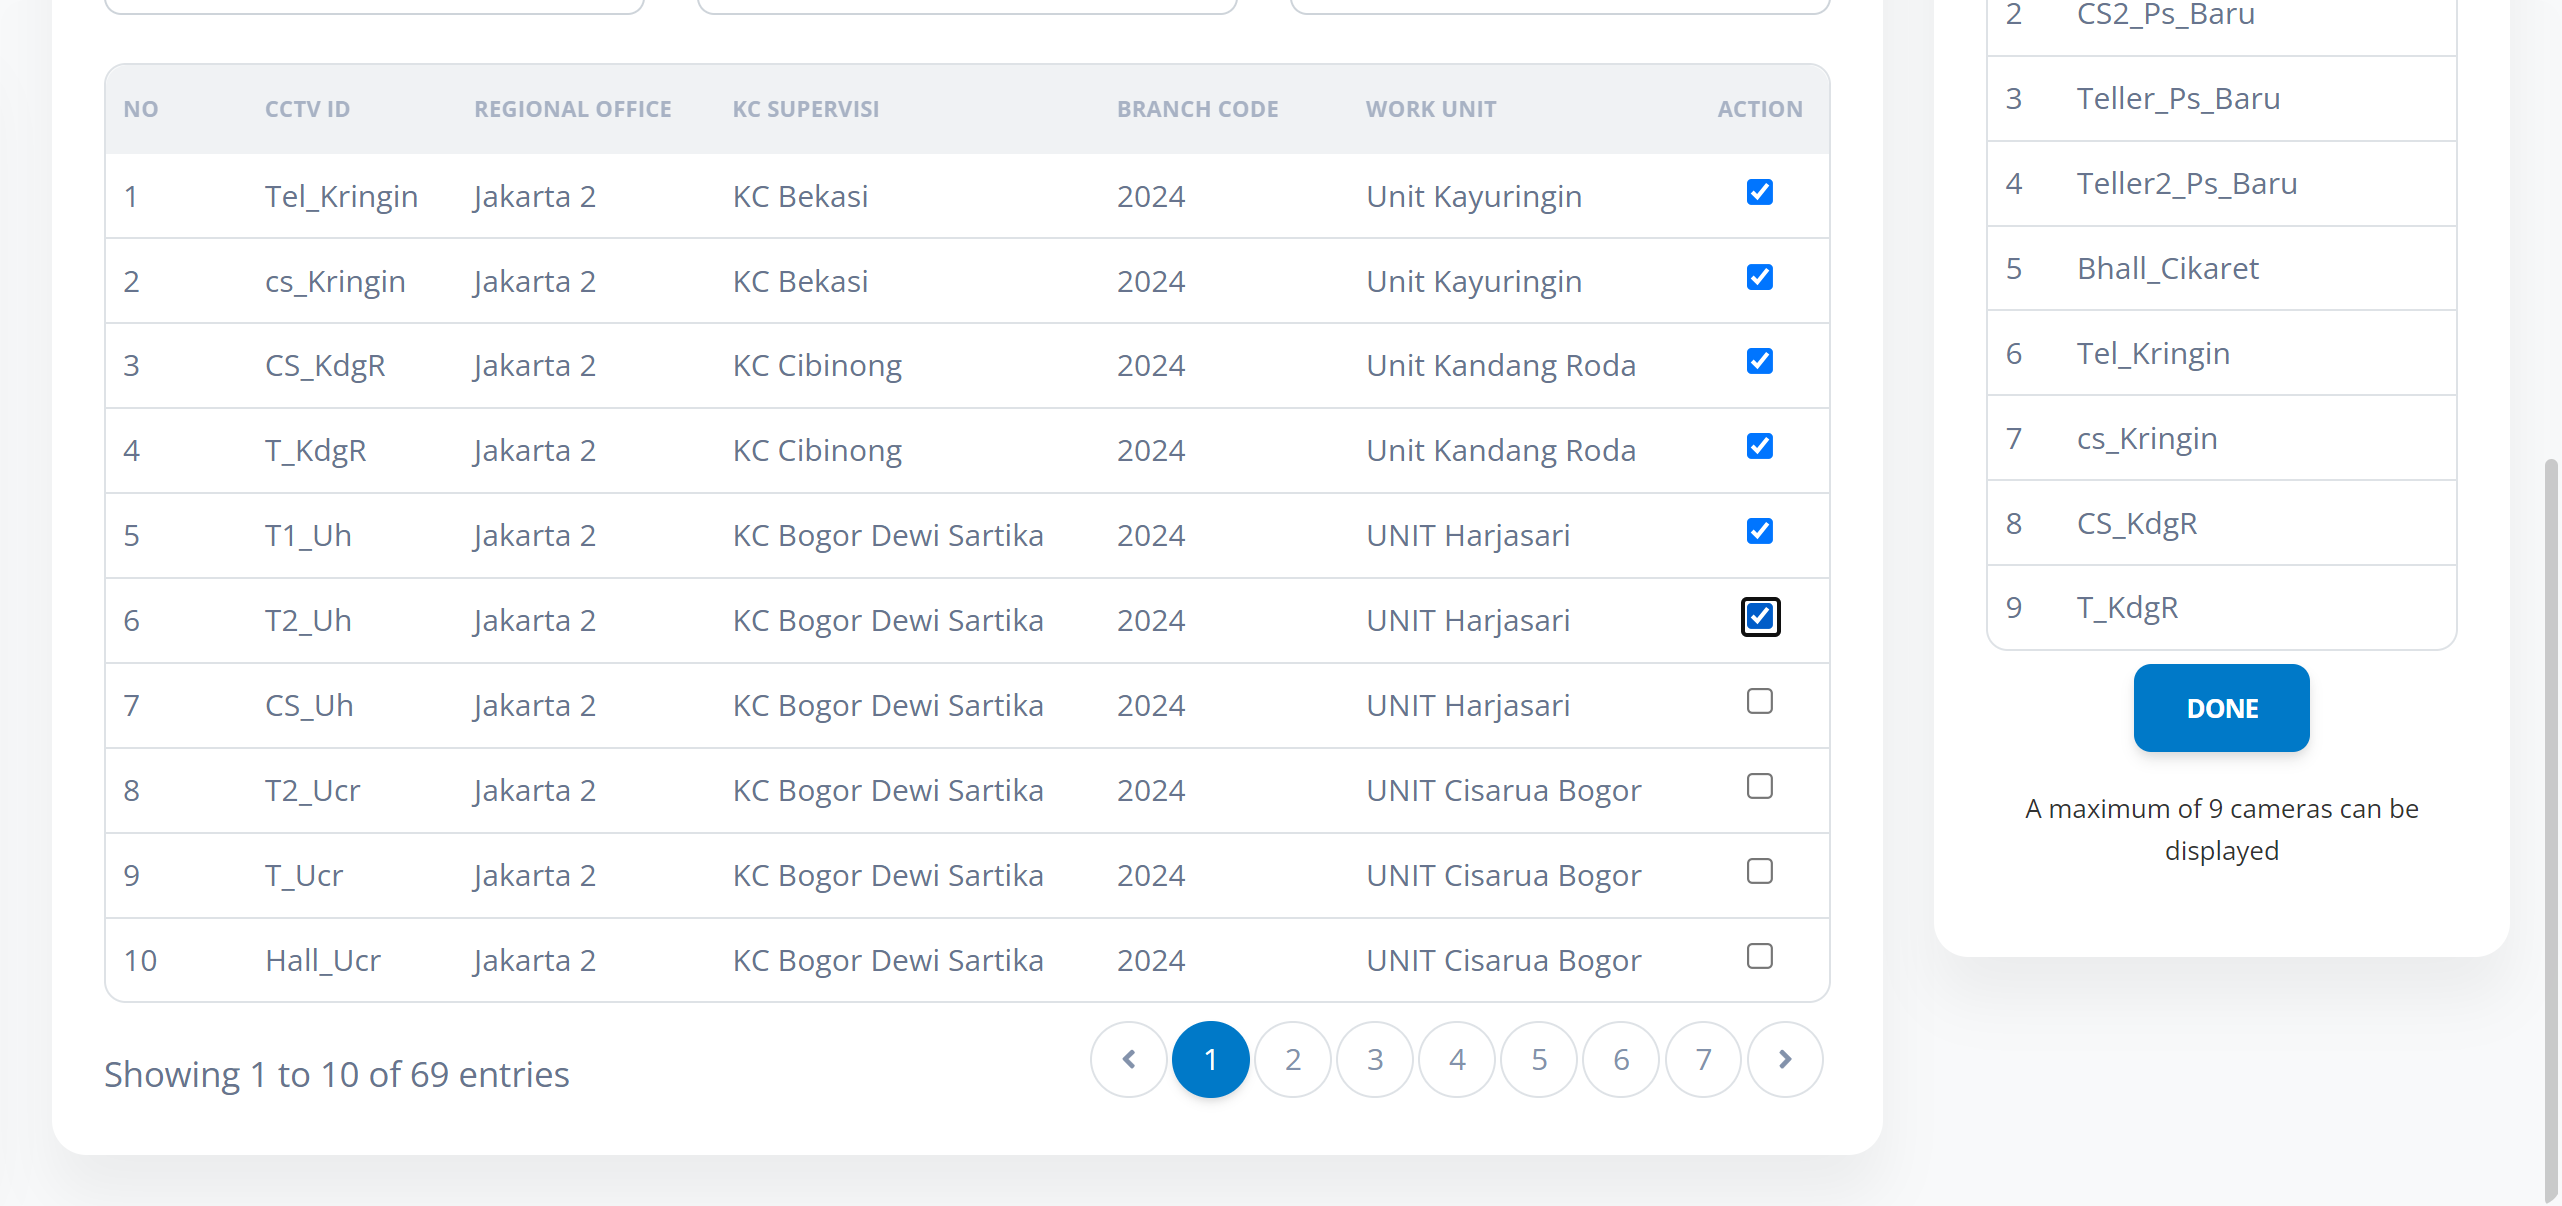 NO CCTV ID REGIONAL OFFICE KC SUPERVISI BRANCH CODE WORK UNIT ACTION
1 Tel_Kringin Jakarta 2 KC Bekasi 2024 Unit Kayuringin
2 cs_Kringin Jakarta 2 KC Bekasi 2024 Unit Kayuringin
3 CS_KdgR Jakarta 2 KC Cibinong 2024 Unit Kandang Roda
4 T_KdgR Jakarta 2 KC Cibinong 2024 Unit Kandang Roda
5 T1_Uh Jakarta 2 KC Bogor Dewi Sartika 2024 UNIT Harjasari
6 T2_Uh Jakarta 2 KC Bogor Dewi Sartika 2024 UNIT Harjasari
7 CS_Uh Jakarta 2 KC Bogor Dewi Sartika 2024 UNIT Harjasari
8 T2_Ucr Jakarta 2 KC Bogor Dewi Sartika 2024 UNIT Cisarua Bogor
9 T_Ucr Jakarta 2 KC Bogor Dewi Sartika 2024 UNIT Cisarua Bogor
10 Hall_Ucr Jakarta 2 KC Bogor Dewi Sartika 2024 UNIT Cisarua Bogor
Showing 1 to 10 of 69 entries
1 2 3 4 5 6 7
2 CS2_Ps_Baru
3 Teller_Ps_Baru
4 Teller2_Ps_Baru
5 Bhall_Cikaret
6 Tel_Kringin
7 cs_Kringin
8 CS_KdgR
9 T_KdgR
DONE
A maximum of 9 cameras can be
displayed